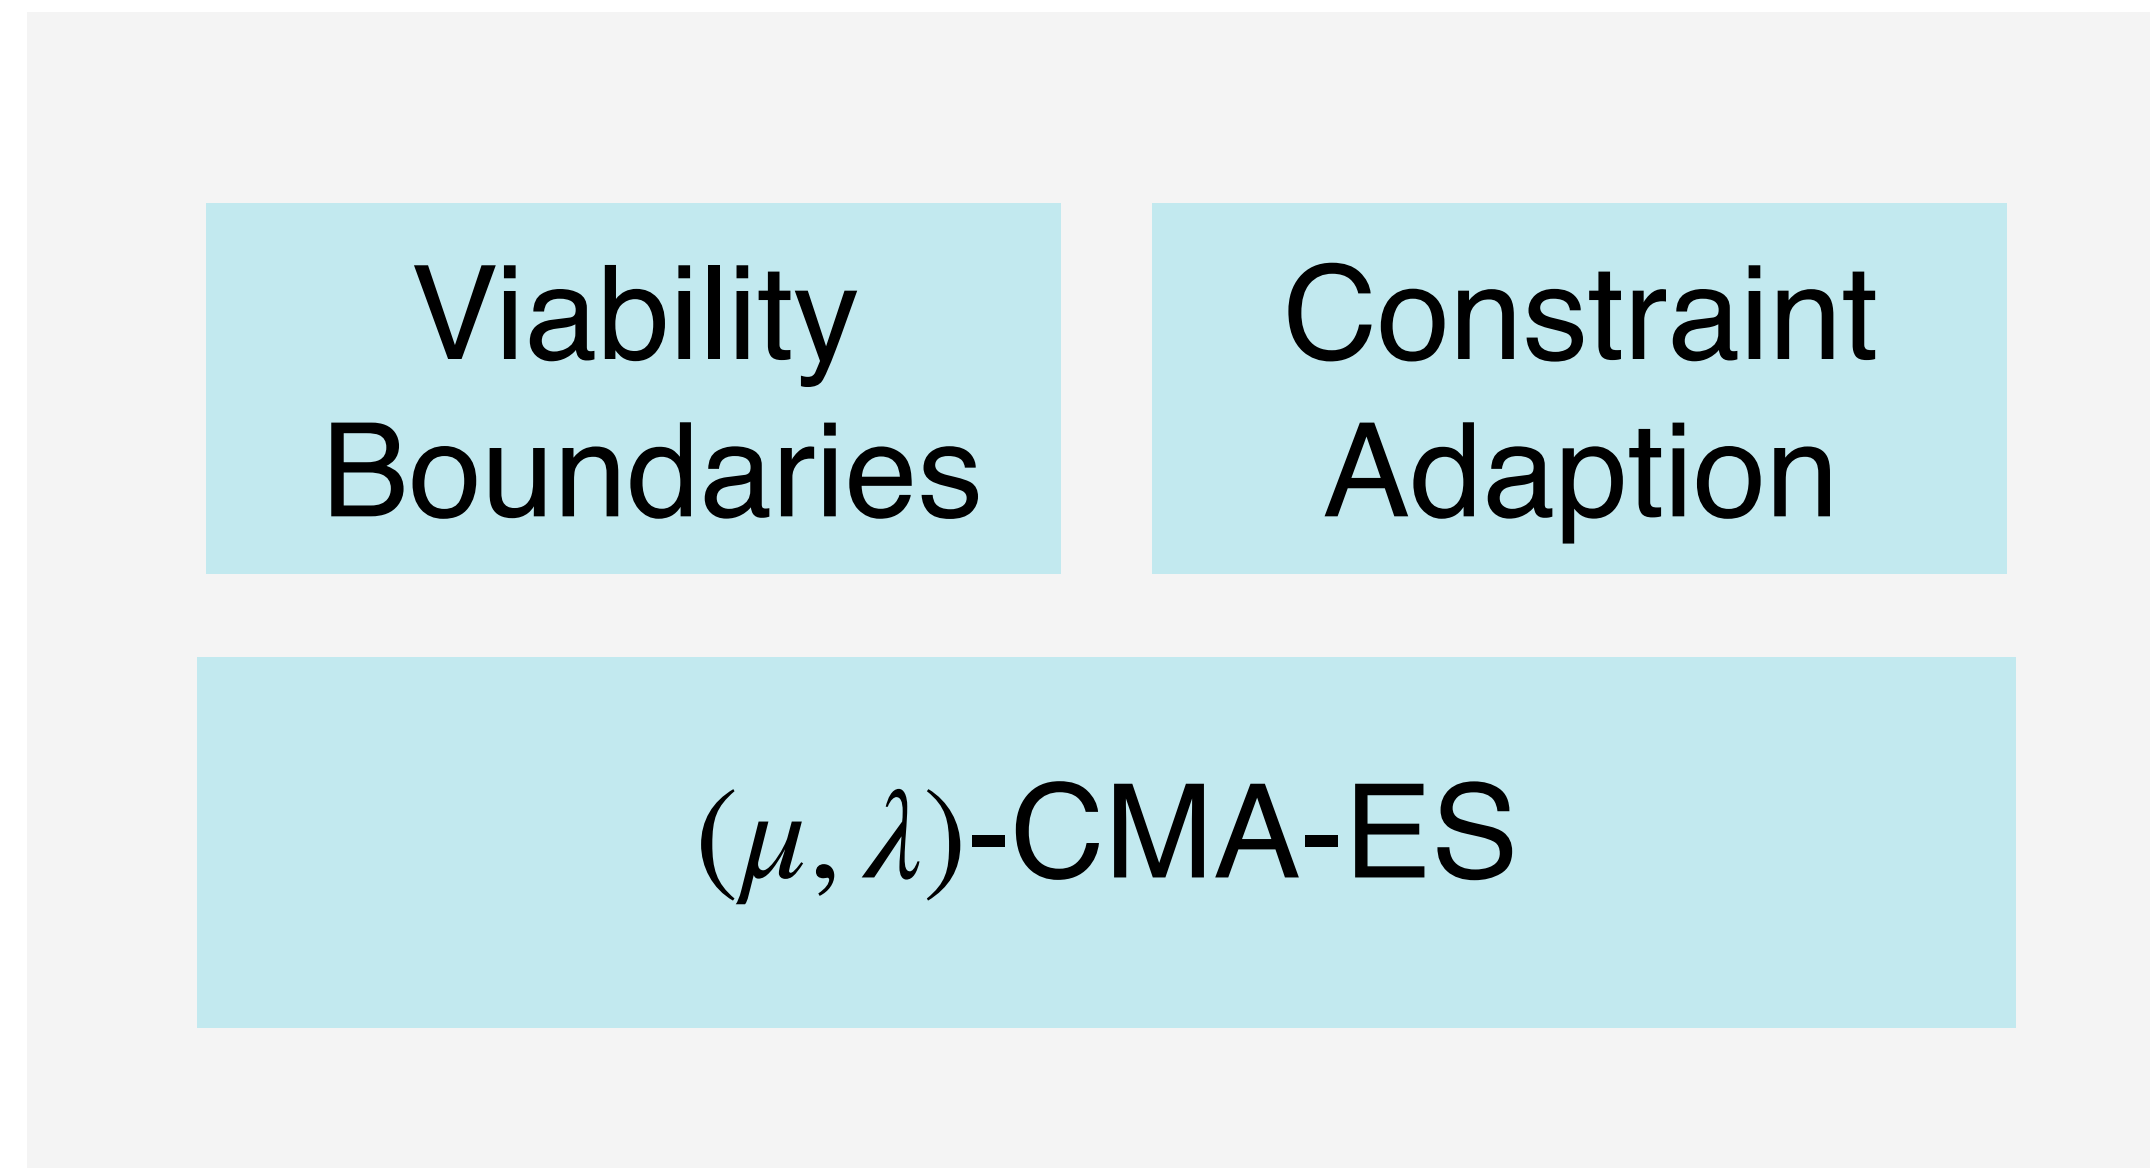 Viability
Boundaries
Constraint
Adaption
(μ, λ)-CMA-ES